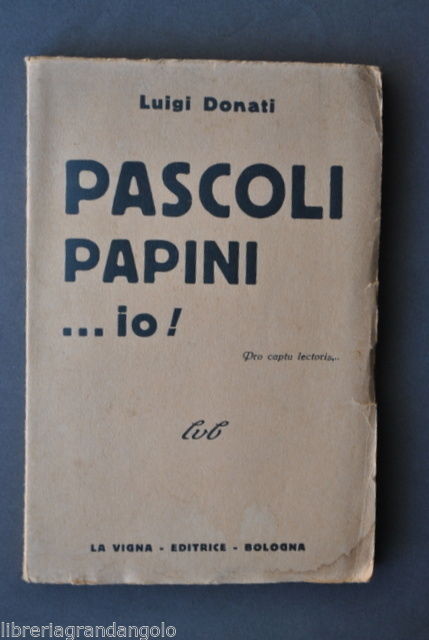 Luigi Donati
PASCOLI
PAPINI
... io!
Pro captu lectoris...
lvb
LA VIGNA - EDITRICE - BOLOGNA
libreriagrandangolo